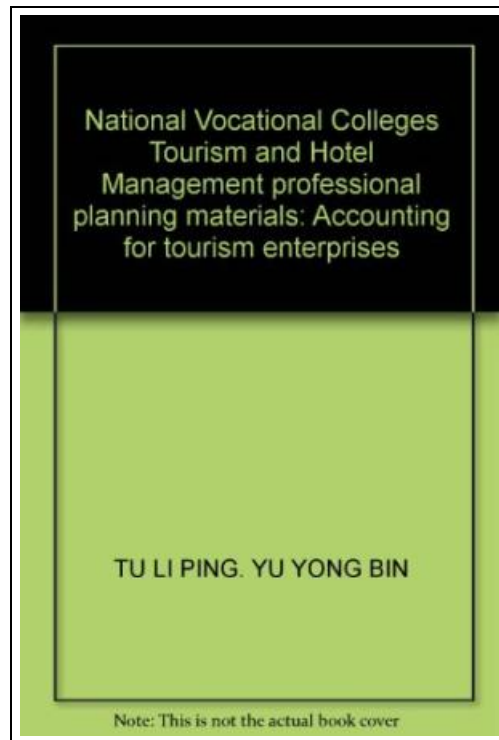 National Vocational Colleges
Tourism and Hotel
Management professional
planning materials: Accounting
for tourism enterprises
TU LI PING. YU YONG BIN
Note: This is not the actual book cover